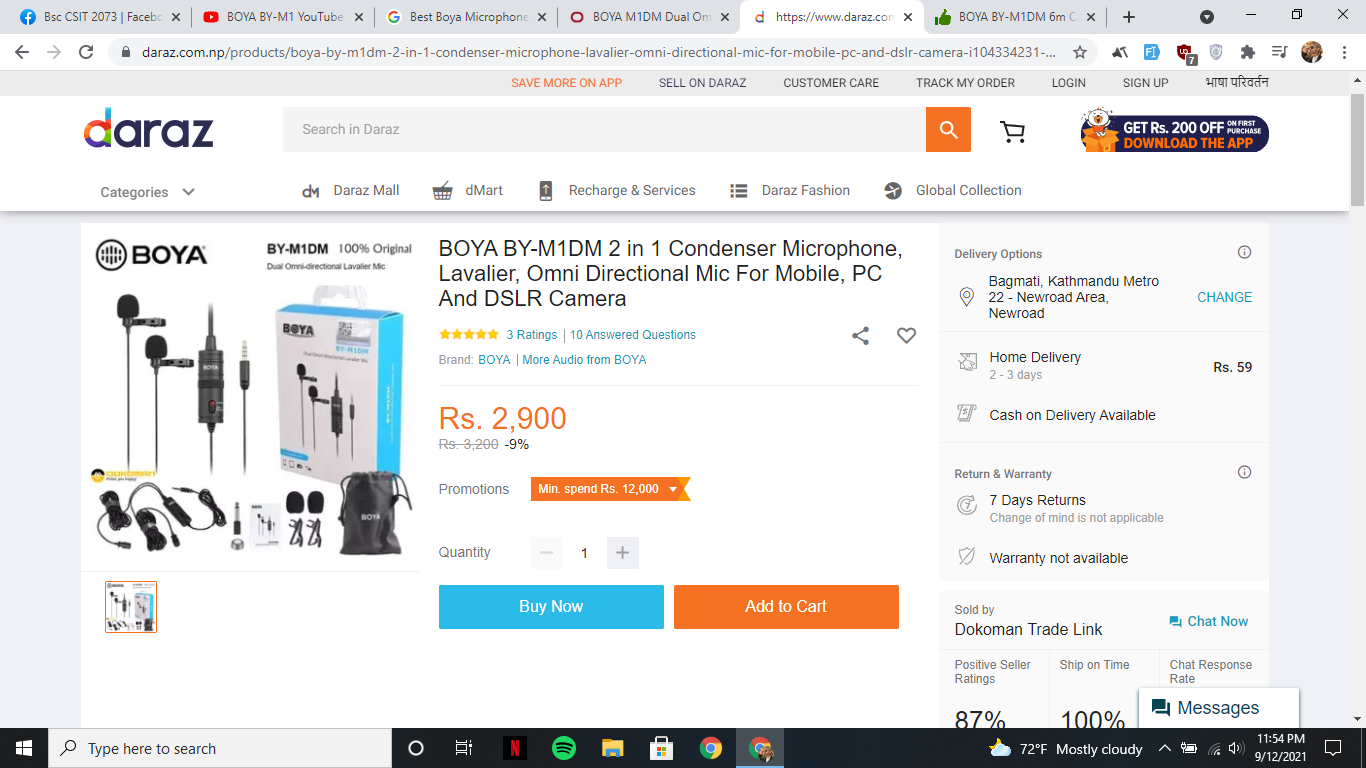 Bsc CSIT 2073 | Facebo
BOYA BY-M1 YouTube
Best Boya Microphone
BOYA M1DM Dual Om
https://www.daraz.con
BOYA BY-M1DM 6m C
daraz.com.np/products/boya-by-m1dm-2-in-1-condenser-microphone-lavalier-omni-directional-mic-for-mobile-pc-and-dslr-camera-i104334231-...
7
SAVE MORE ON APP
SELL ON DARAZ
CUSTOMER CARE
TRACK MY ORDER
LOGIN
SIGN UP
भाषा परिवर्तन
daraz
Search in Daraz
GET Rs. 200 OFF ON FIRST PURCHASE
DOWNLOAD THE APP
Categories
dM Daraz Mall
dMart
Recharge & Services
Daraz Fashion
Global Collection
BOYA
BY-M1DM 100% Original
Dual Omni-directional Lavalier Mic
BOYA
BY-M1DM
BOYA
DOKOMAN
BOYA
BOYA BY-M1DM 2 in 1 Condenser Microphone,
Lavalier, Omni Directional Mic For Mobile, PC
And DSLR Camera
3 Ratings | 10 Answered Questions
Brand: BOYA | More Audio from BOYA
Rs. 2,900
Rs. 3,200 -9%
Promotions
Min. spend Rs. 12,000
Quantity
1
Buy Now
Add to Cart
Delivery Options
Bagmati, Kathmandu Metro
22 - Newroad Area,
Newroad
CHANGE
Home Delivery
2 - 3 days
Rs. 59
Cash on Delivery Available
Return & Warranty
7 Days Returns
Change of mind is not applicable
Warranty not available
Sold by
Dokoman Trade Link
Chat Now
Positive Seller
Ratings
Ship on Time
Chat Response
Rate
87%
100%
Messages
Type here to search
72°F Mostly cloudy
11:54 PM
9/12/2021